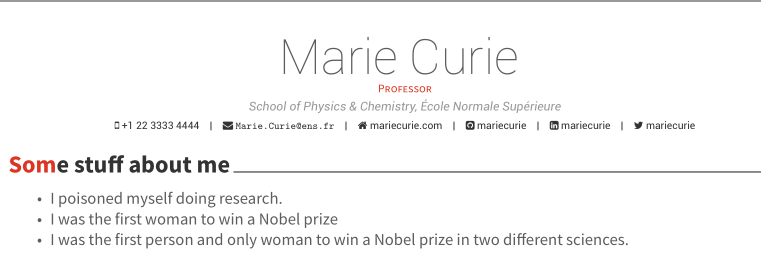 Marie Curie
Professor
School of Physics & Chemistry, École Normale Supérieure
+1 22 3333 4444 | Marie.Curie@ens.fr | mariecurie.com | mariecurie | mariecurie | mariecurie
Some stuff about me
• I poisoned myself doing research.
• I was the first woman to win a Nobel prize
• I was the first person and only woman to win a Nobel prize in two different sciences.